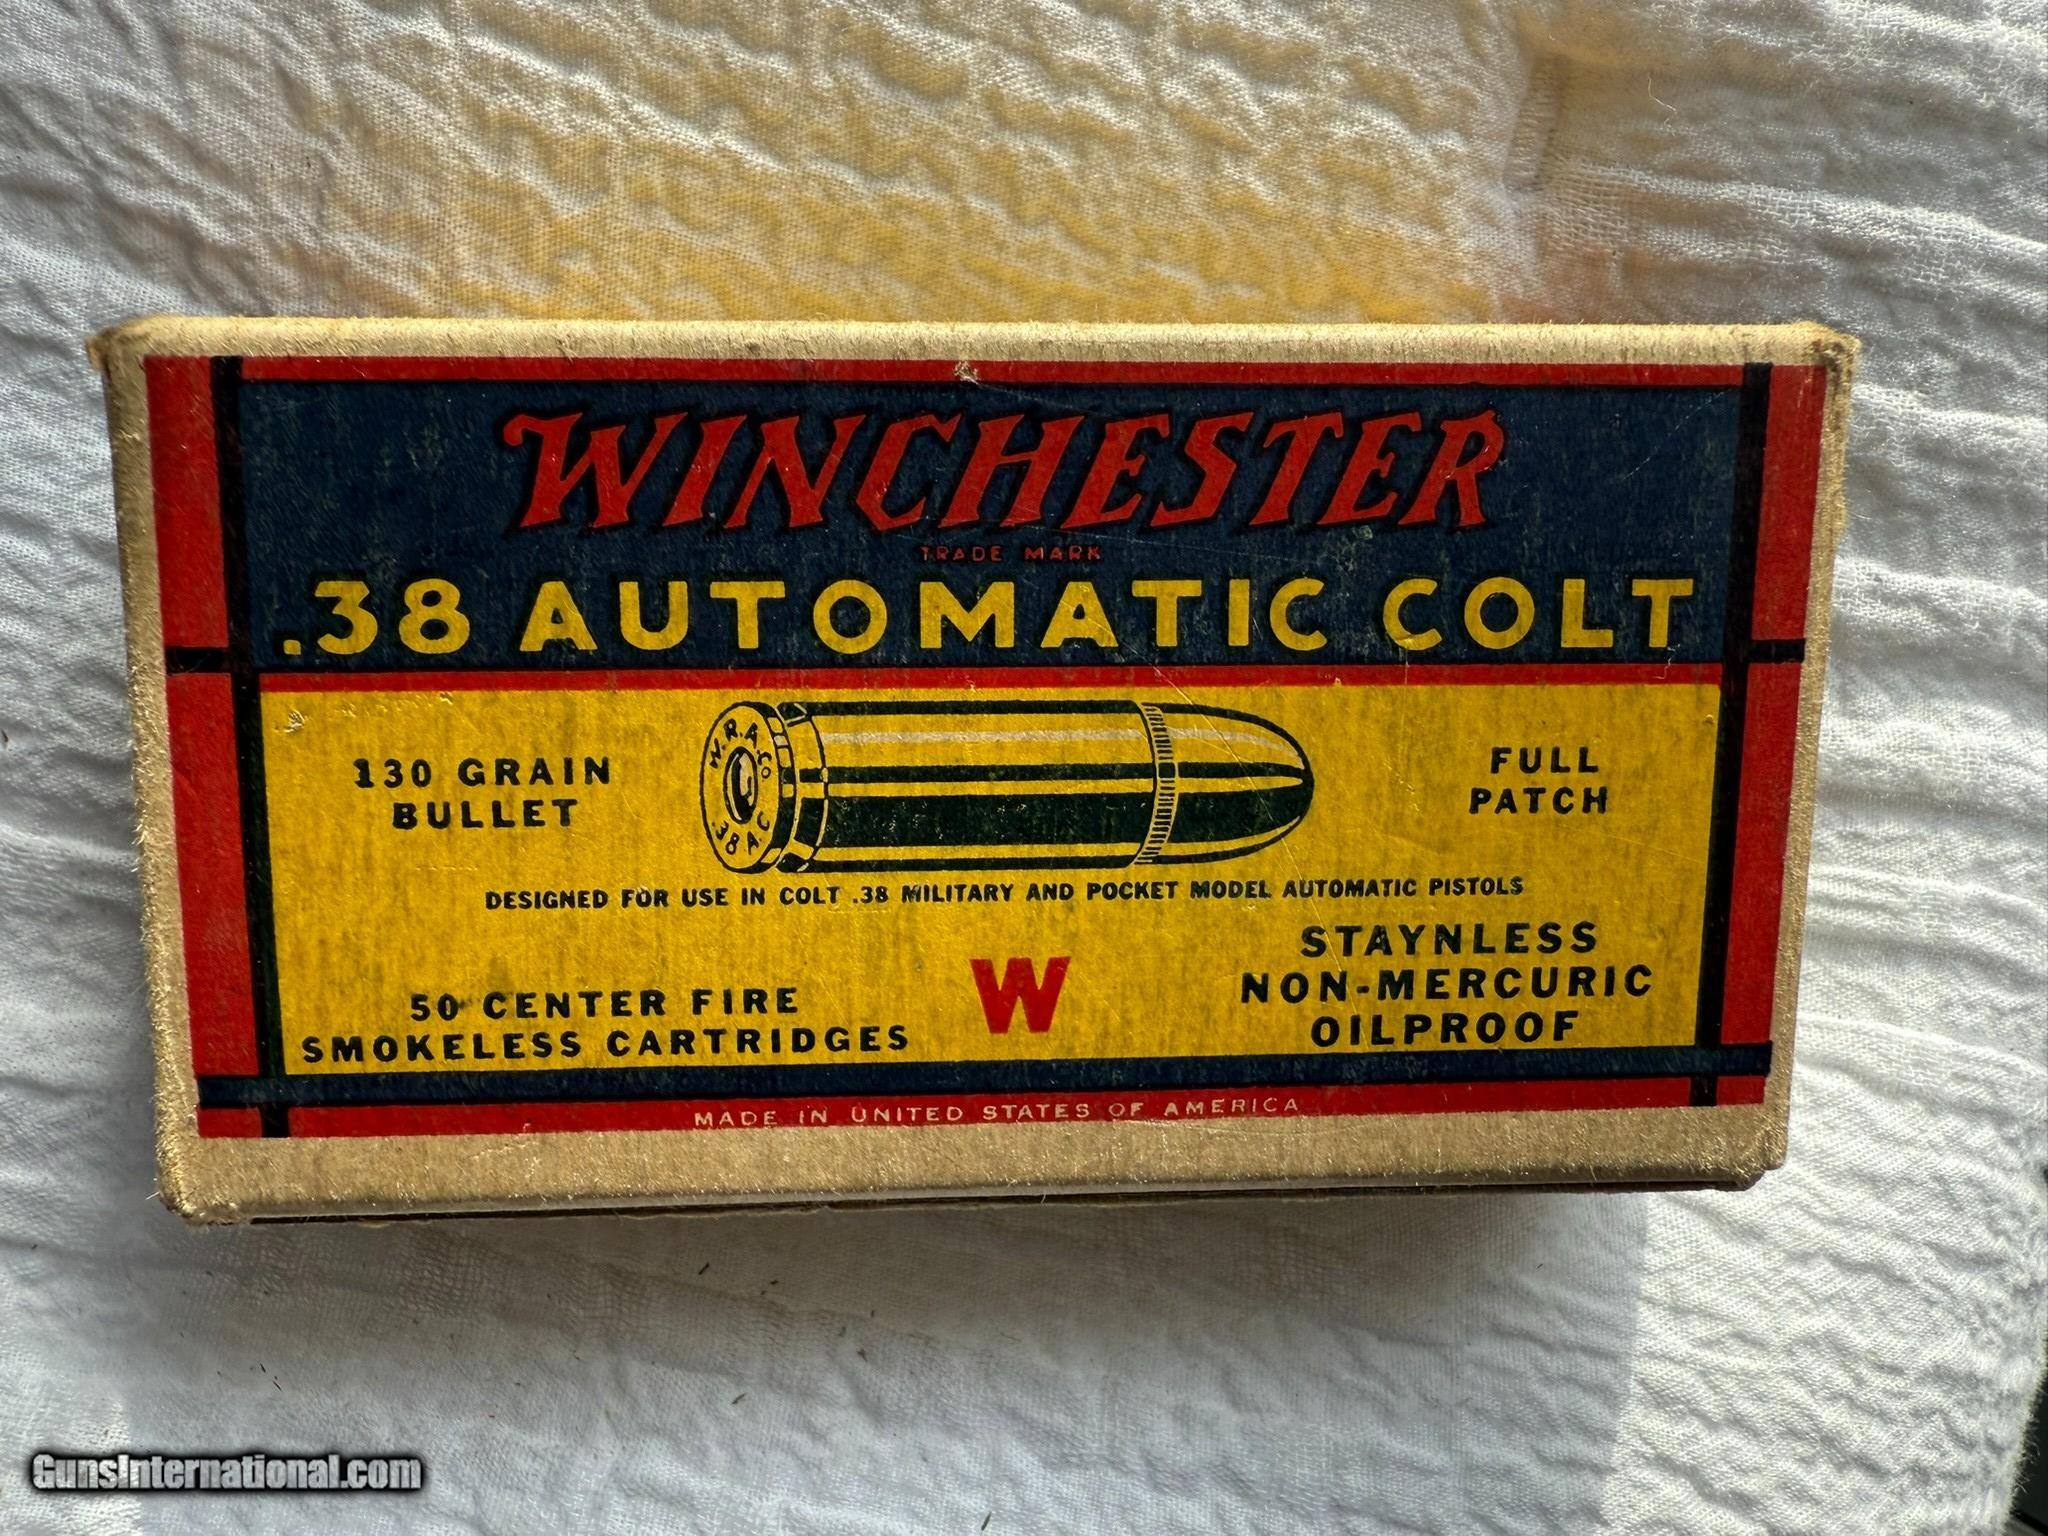 WINCHESTER
TRADE MARK
.38 AUTOMATIC COLT
130 GRAIN
BULLET
W.R.A.Co
.38 A.C
FULL
PATCH
DESIGNED FOR USE IN COLT .38 MILITARY AND POCKET MODEL AUTOMATIC PISTOLS
50 CENTER FIRE
SMOKELESS CARTRIDGES
W
STAYNLESS
NON-MERCURIC
OILPROOF
MADE IN UNITED STATES OF AMERICA
GunsInternational.com